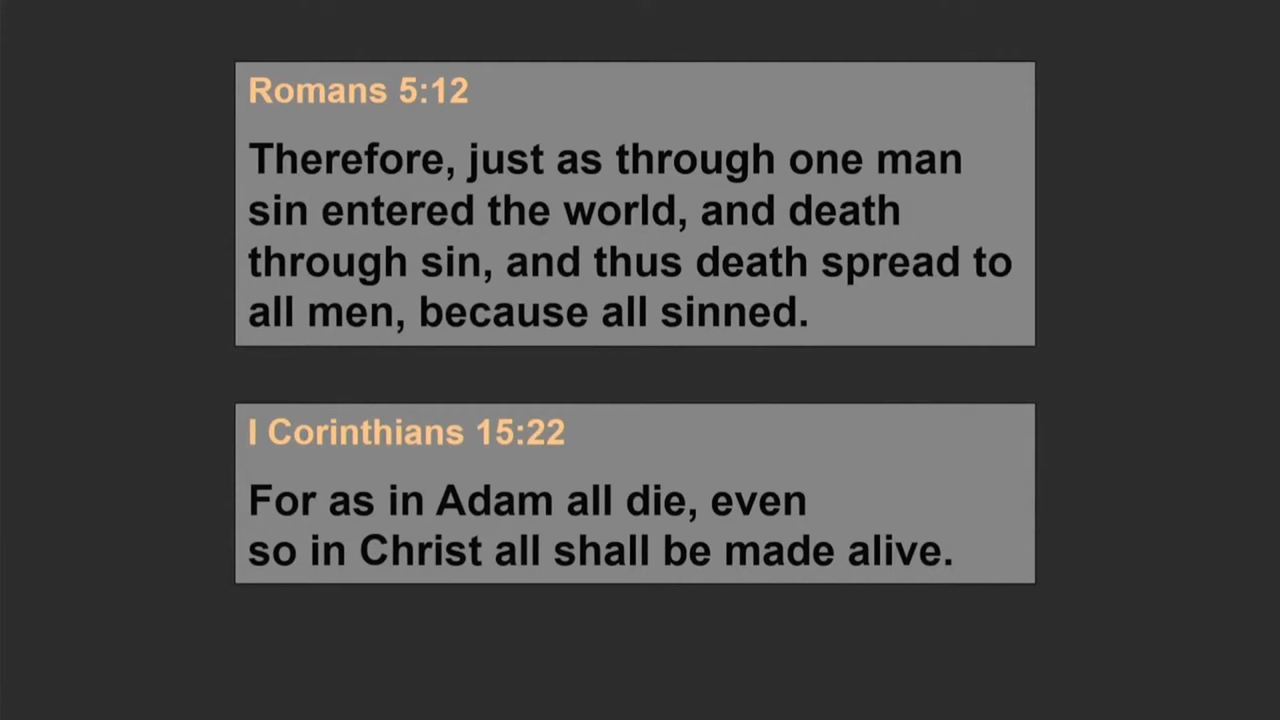 Romans 5:12
Therefore, just as through one man
sin entered the world, and death
through sin, and thus death spread to
all men, because all sinned.
I Corinthians 15:22
For as in Adam all die, even
so in Christ all shall be made alive.